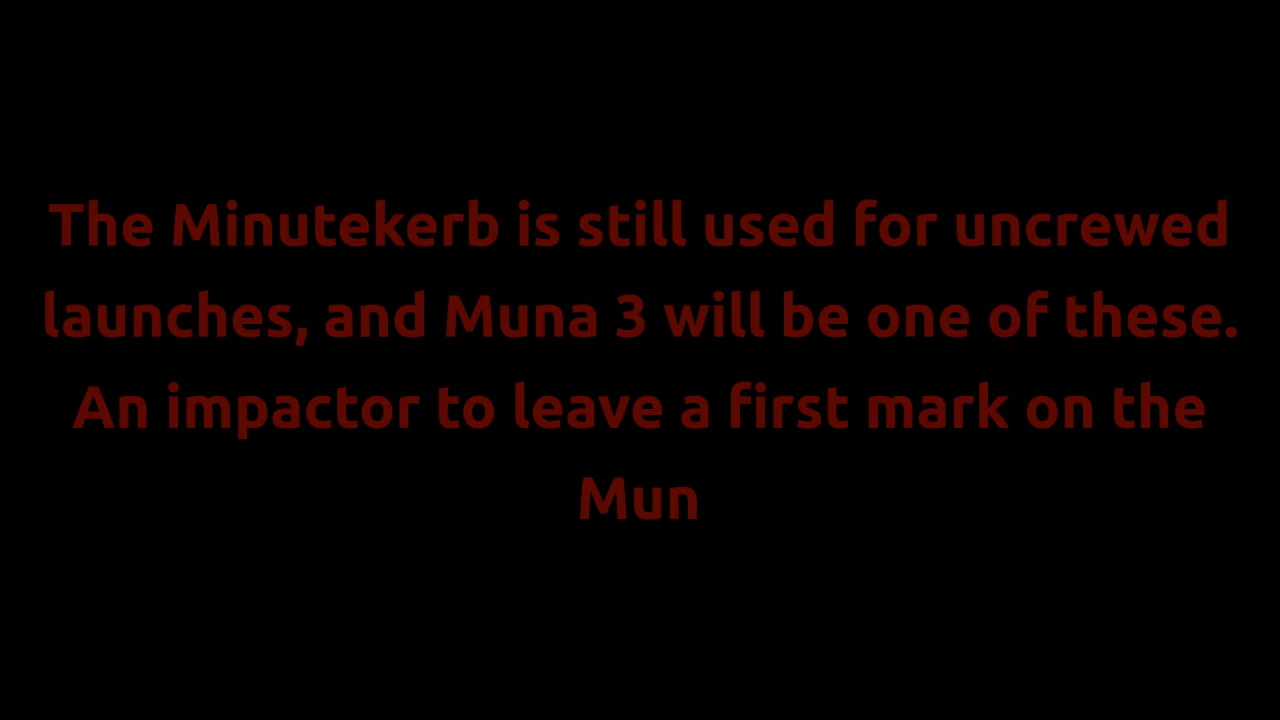 The Minutekerb is still used for uncrewed
launches, and Muna 3 will be one of these.
An impactor to leave a first mark on the
Mun